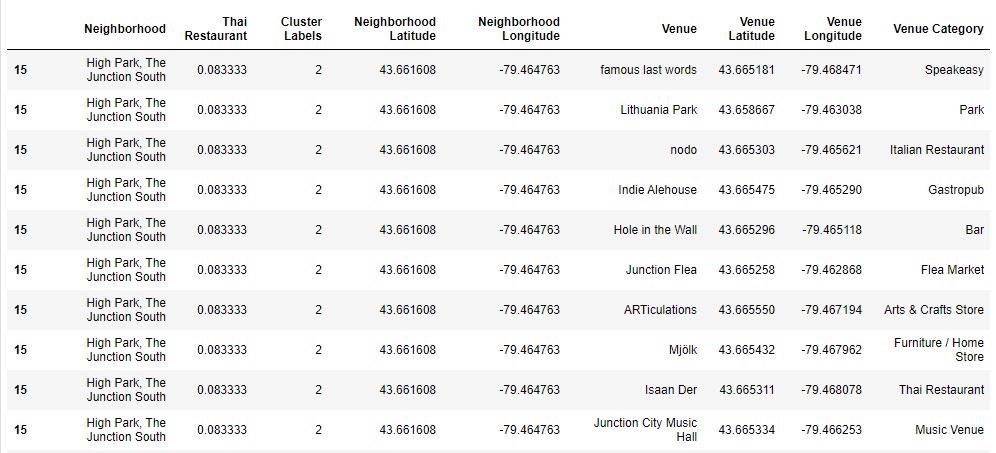 Neighborhood Thai Restaurant Cluster Labels Neighborhood Latitude Neighborhood Longitude Venue Venue Latitude Venue Longitude Venue Category
15 High Park, The Junction South 0.083333 2 43.661608 -79.464763 famous last words 43.665181 -79.468471 Speakeasy
15 High Park, The Junction South 0.083333 2 43.661608 -79.464763 Lithuania Park 43.658667 -79.463038 Park
15 High Park, The Junction South 0.083333 2 43.661608 -79.464763 nodo 43.665303 -79.465621 Italian Restaurant
15 High Park, The Junction South 0.083333 2 43.661608 -79.464763 Indie Alehouse 43.665475 -79.465290 Gastropub
15 High Park, The Junction South 0.083333 2 43.661608 -79.464763 Hole in the Wall 43.665296 -79.465118 Bar
15 High Park, The Junction South 0.083333 2 43.661608 -79.464763 Junction Flea 43.665258 -79.462868 Flea Market
15 High Park, The Junction South 0.083333 2 43.661608 -79.464763 ARTiculations 43.665550 -79.467194 Arts & Crafts Store
15 High Park, The Junction South 0.083333 2 43.661608 -79.464763 Mjölk 43.665432 -79.467962 Furniture / Home Store
15 High Park, The Junction South 0.083333 2 43.661608 -79.464763 Isaan Der 43.665311 -79.468078 Thai Restaurant
15 High Park, The Junction South 0.083333 2 43.661608 -79.464763 Junction City Music Hall 43.665334 -79.466253 Music Venue